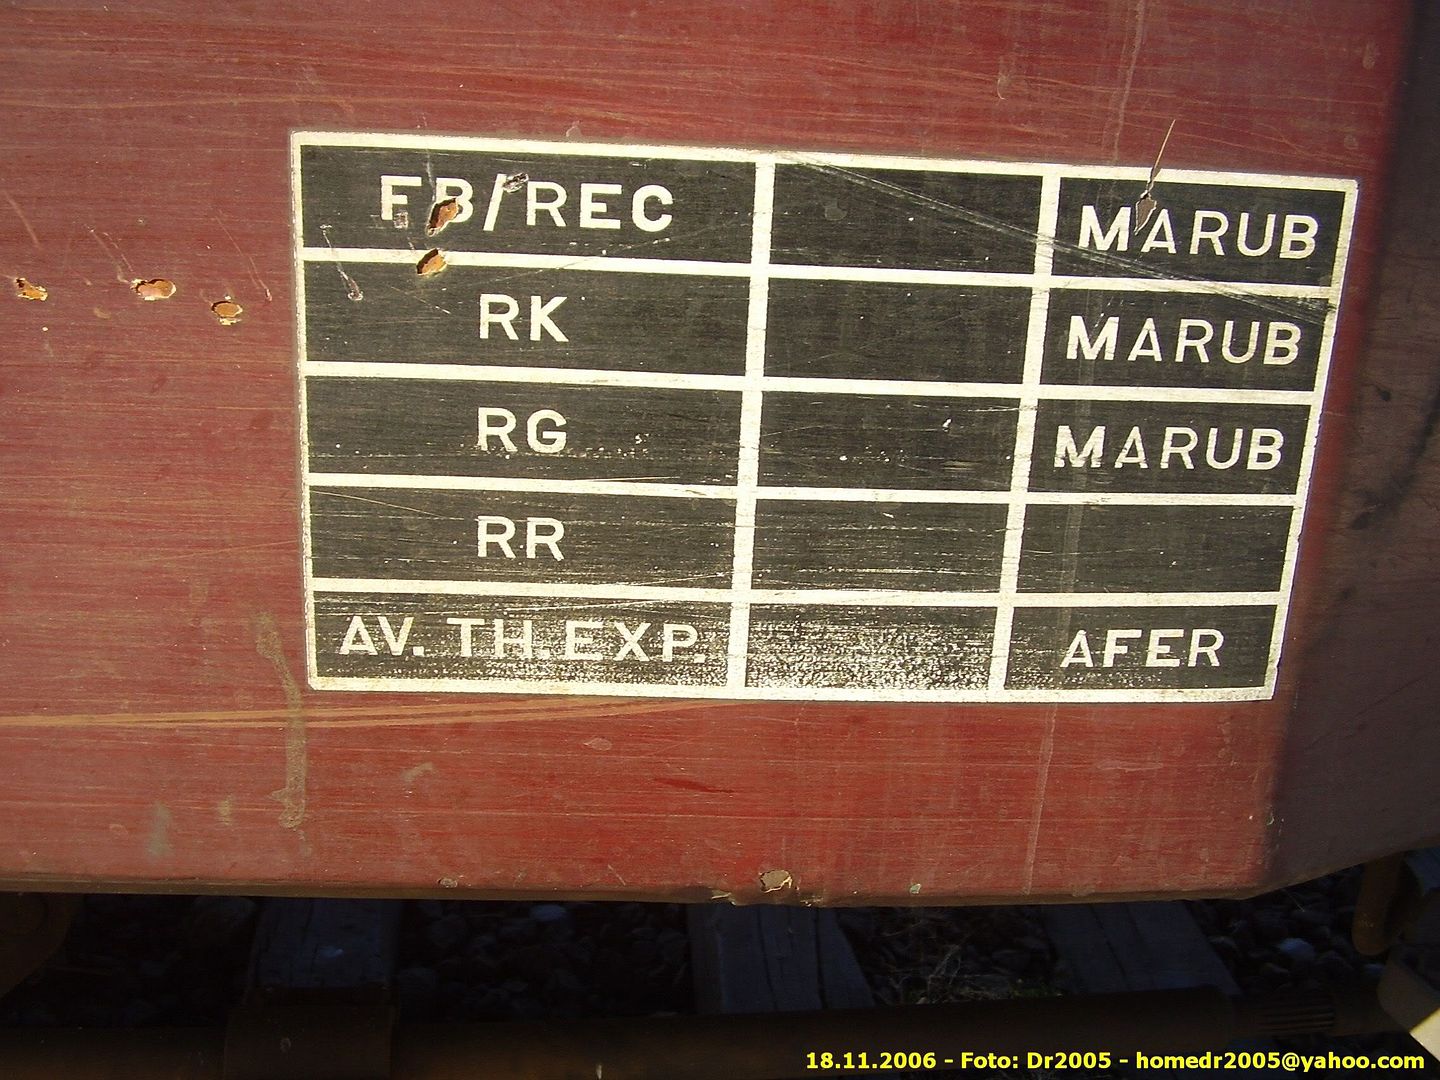 FB/REC MARUB
RK MARUB
RG MARUB
RR
AV. TH.EXP. AFER
18.11.2006 - Foto: Dr2005 - homedr2005@yahoo.com